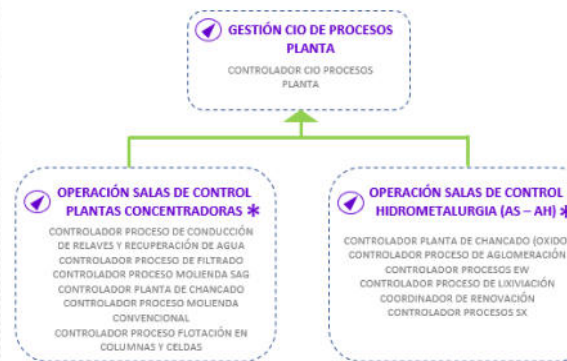 GESTIÓN CIO DE PROCESOS
PLANTA
CONTROLADOR CIO PROCESOS
PLANTA
OPERACIÓN SALAS DE CONTROL
PLANTAS CONCENTRADORAS *
CONTROLADOR PROCESO DE CONDUCCIÓN
DE RELAVES Y RECUPERACIÓN DE AGUA
CONTROLADOR PROCESO DE FILTRADO
CONTROLADOR PROCESO MOLIENDA SAG
CONTROLADOR PLANTA DE CHANCADO
CONTROLADOR PROCESO MOLIENDA
CONVENCIONAL
CONTROLADOR PROCESO FLOTACIÓN EN
COLUMNAS Y CELDAS
OPERACIÓN SALAS DE CONTROL
HIDROMETALURGIA (AS – AH) *
CONTROLADOR PLANTA DE CHANCADO (OXIDO
CONTROLADOR PROCESO DE AGLOMERACIÓN
CONTROLADOR PROCESOS EW
CONTROLADOR PROCESO DE LIXIVIACIÓN
COORDINADOR DE RENOVACIÓN
CONTROLADOR PROCESOS SX